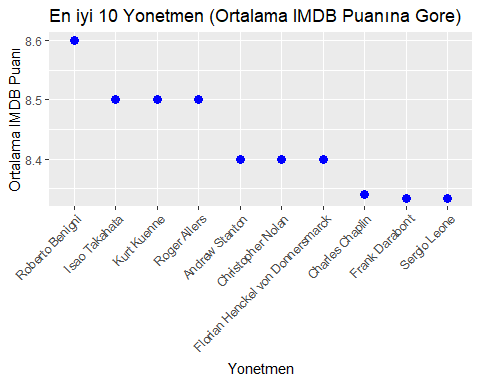 En iyi 10 Yonetmen (Ortalama IMDB Puanına Gore)
Ortalama IMDB Puanı
8.6
8.5
8.4
Roberto Benigni
Isao Takahata
Kurt Kuenne
Roger Allers
Andrew Stanton
Christopher Nolan
Florian Henckel von Donnersmarck
Charles Chaplin
Frank Darabont
Sergio Leone
Yonetmen